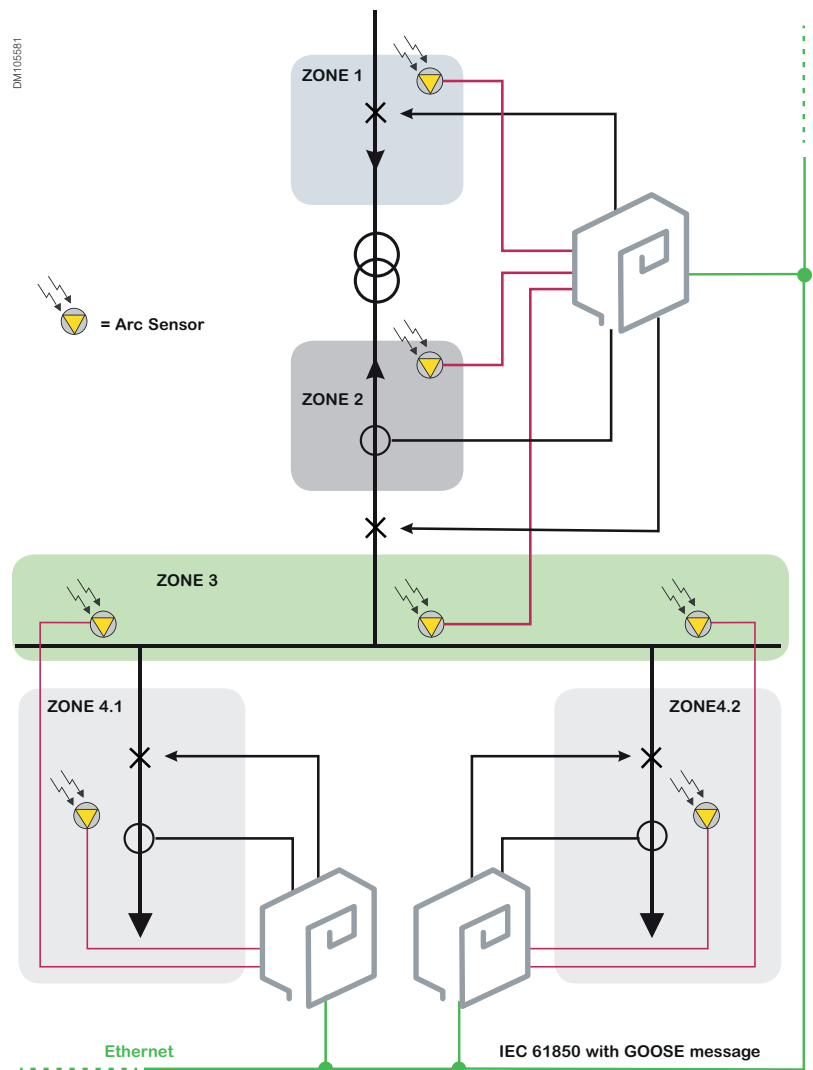 DM105581
ZONE 1
= Arc Sensor
ZONE 2
ZONE 3
ZONE 4.1
ZONE4.2
Ethernet
IEC 61850 with GOOSE message